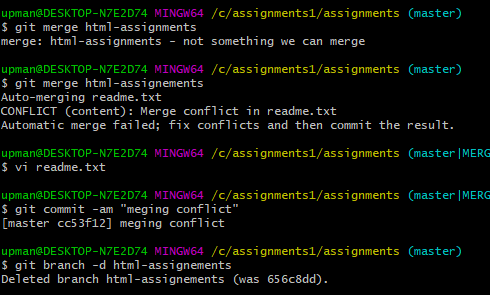 upman@DESKTOP-N7E2D74 MINGW64 /c/assignments1/assignments (master)
$ git merge html-assignments
merge: html-assignments - not something we can merge
upman@DESKTOP-N7E2D74 MINGW64 /c/assignments1/assignments (master)
$ git merge html-assignements
Auto-merging readme.txt
CONFLICT (content): Merge conflict in readme.txt
Automatic merge failed; fix conflicts and then commit the result.
upman@DESKTOP-N7E2D74 MINGW64 /c/assignments1/assignments (master|MERG
$ vi readme.txt
upman@DESKTOP-N7E2D74 MINGW64 /c/assignments1/assignments (master|MERG
$ git commit -am "meging conflict"
[master cc53f12] meging conflict
upman@DESKTOP-N7E2D74 MINGW64 /c/assignments1/assignments (master)
$ git branch -d html-assignements
Deleted branch html-assignements (was 656c8dd).